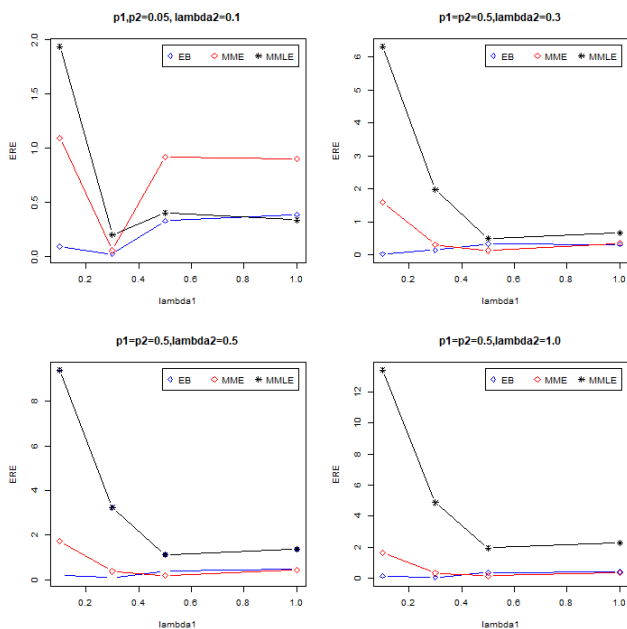 p1,p2=0.05, lambda2=0.1
EB MME MMLE
ERE
2.0
1.5
1.0
0.5
0.0
0.2 0.4 0.6 0.8 1.0
lambda1
p1=p2=0.5,lambda2=0.3
EB MME MMLE
ERE
6
5
4
3
2
1
0
0.2 0.4 0.6 0.8 1.0
lambda1
p1=p2=0.5,lambda2=0.5
EB MME MMLE
ERE
8
6
4
2
0
0.2 0.4 0.6 0.8 1.0
lambda1
p1=p2=0.5,lambda2=1.0
EB MME MMLE
ERE
12
10
8
6
4
2
0
0.2 0.4 0.6 0.8 1.0
lambda1